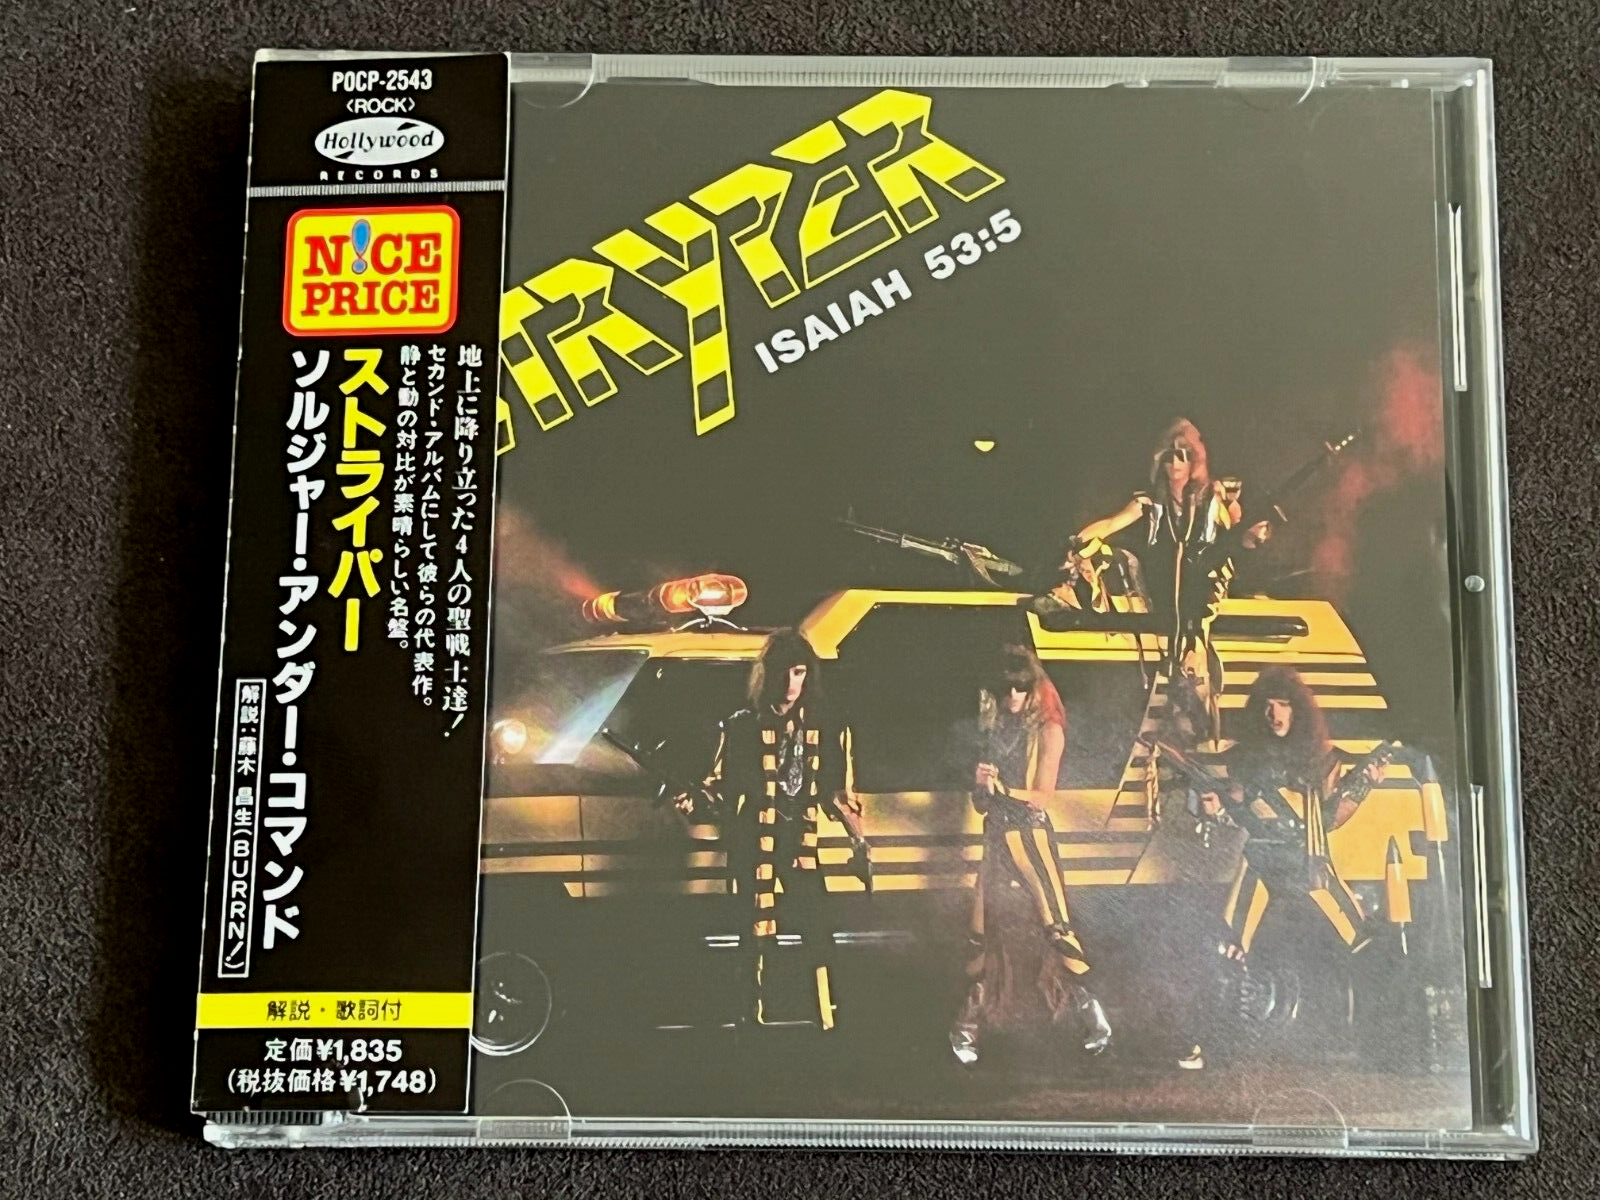 POCP-2543
〈ROCK〉
Hollywood
RECORDS
N!CE
PRICE
地上に降り立った4人の聖戦士達!
セカンド・アルバムにして彼らの代表作。
静と動の対比が素晴らしい名盤。
ストライパー
ソルジャー・アンダー・コマンド
解説:藤木 昌生(BURRN!)
解説・歌詞付
定価¥1,835
(税抜価格¥1,748)
TRYPER
ISAIAH 53:5